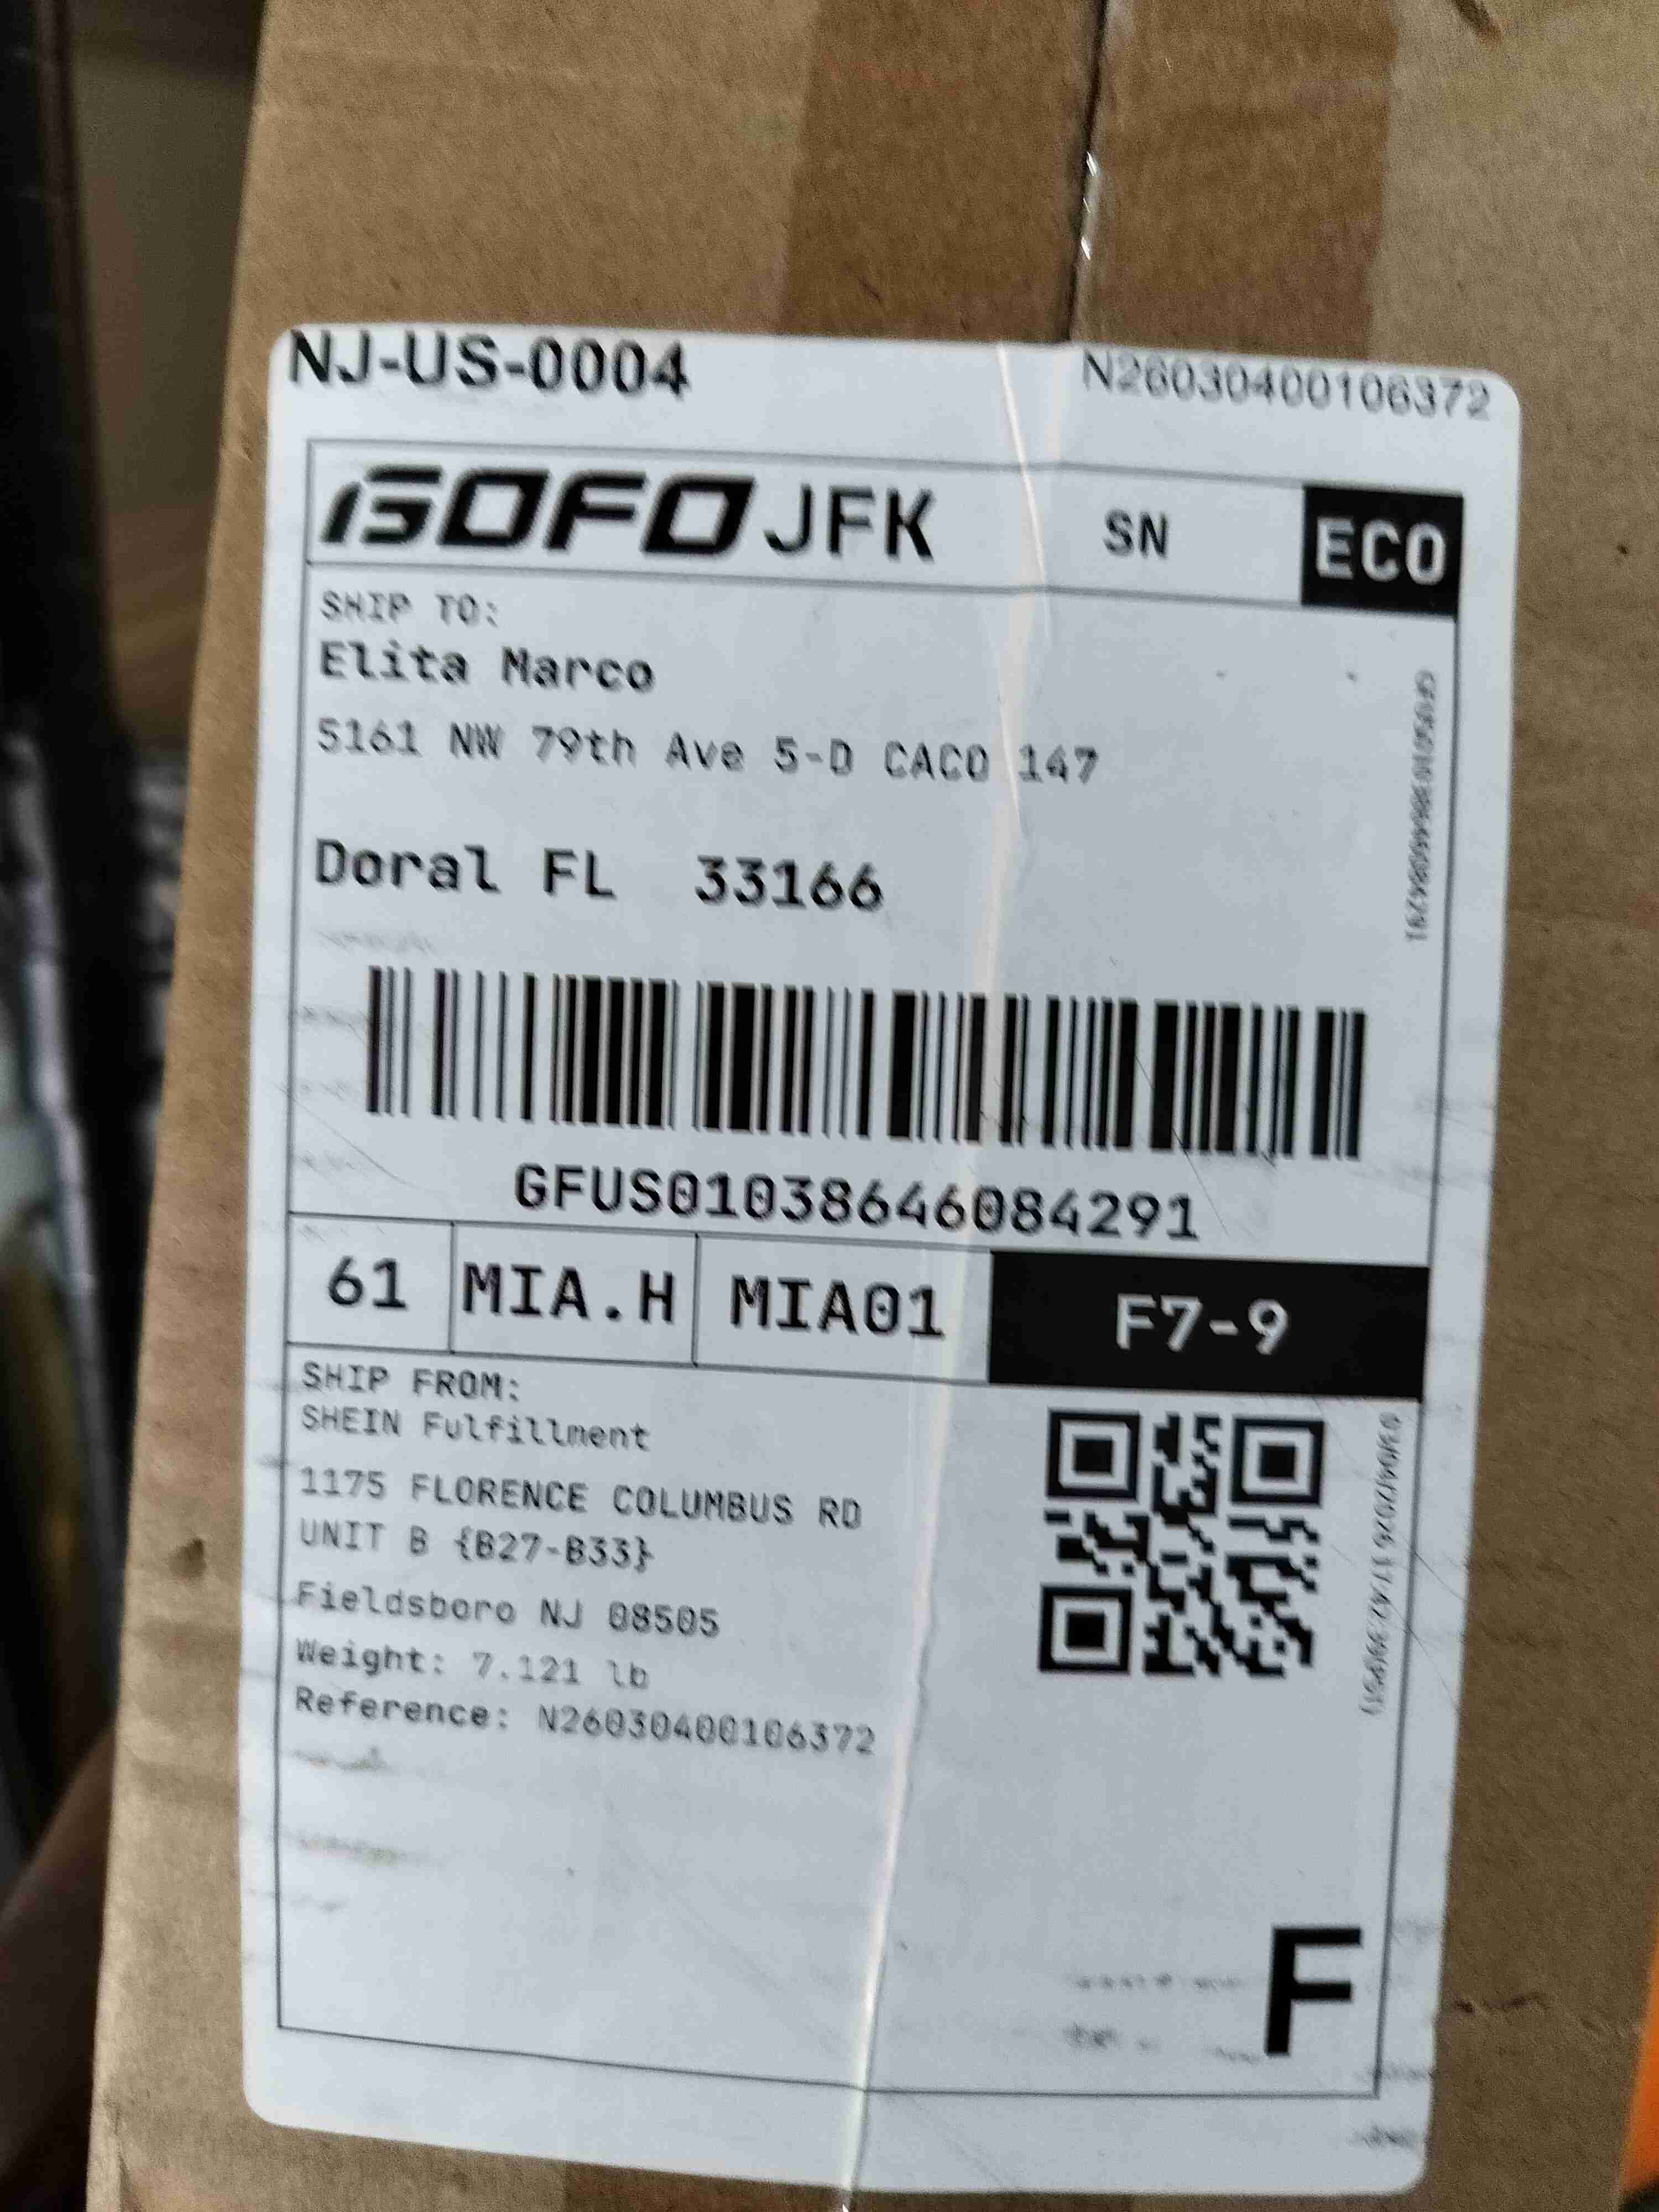 NJ-US-0004
N26030400106372
GOFO JFK SN ECO
SHIP TO:
Elita Marco
5161 NW 79th Ave 5-D CACO 147
Doral FL 33166
GFUS01038646084291
GFUS01038646084291
61 MIA.H MIA01 F7-9
SHIP FROM:
SHEIN Fulfillment
1175 FLORENCE COLUMBUS RD
UNIT B {B27-B33}
Fieldsboro NJ 08505
Weight: 7.121 lb
Reference: N26030400106372
F